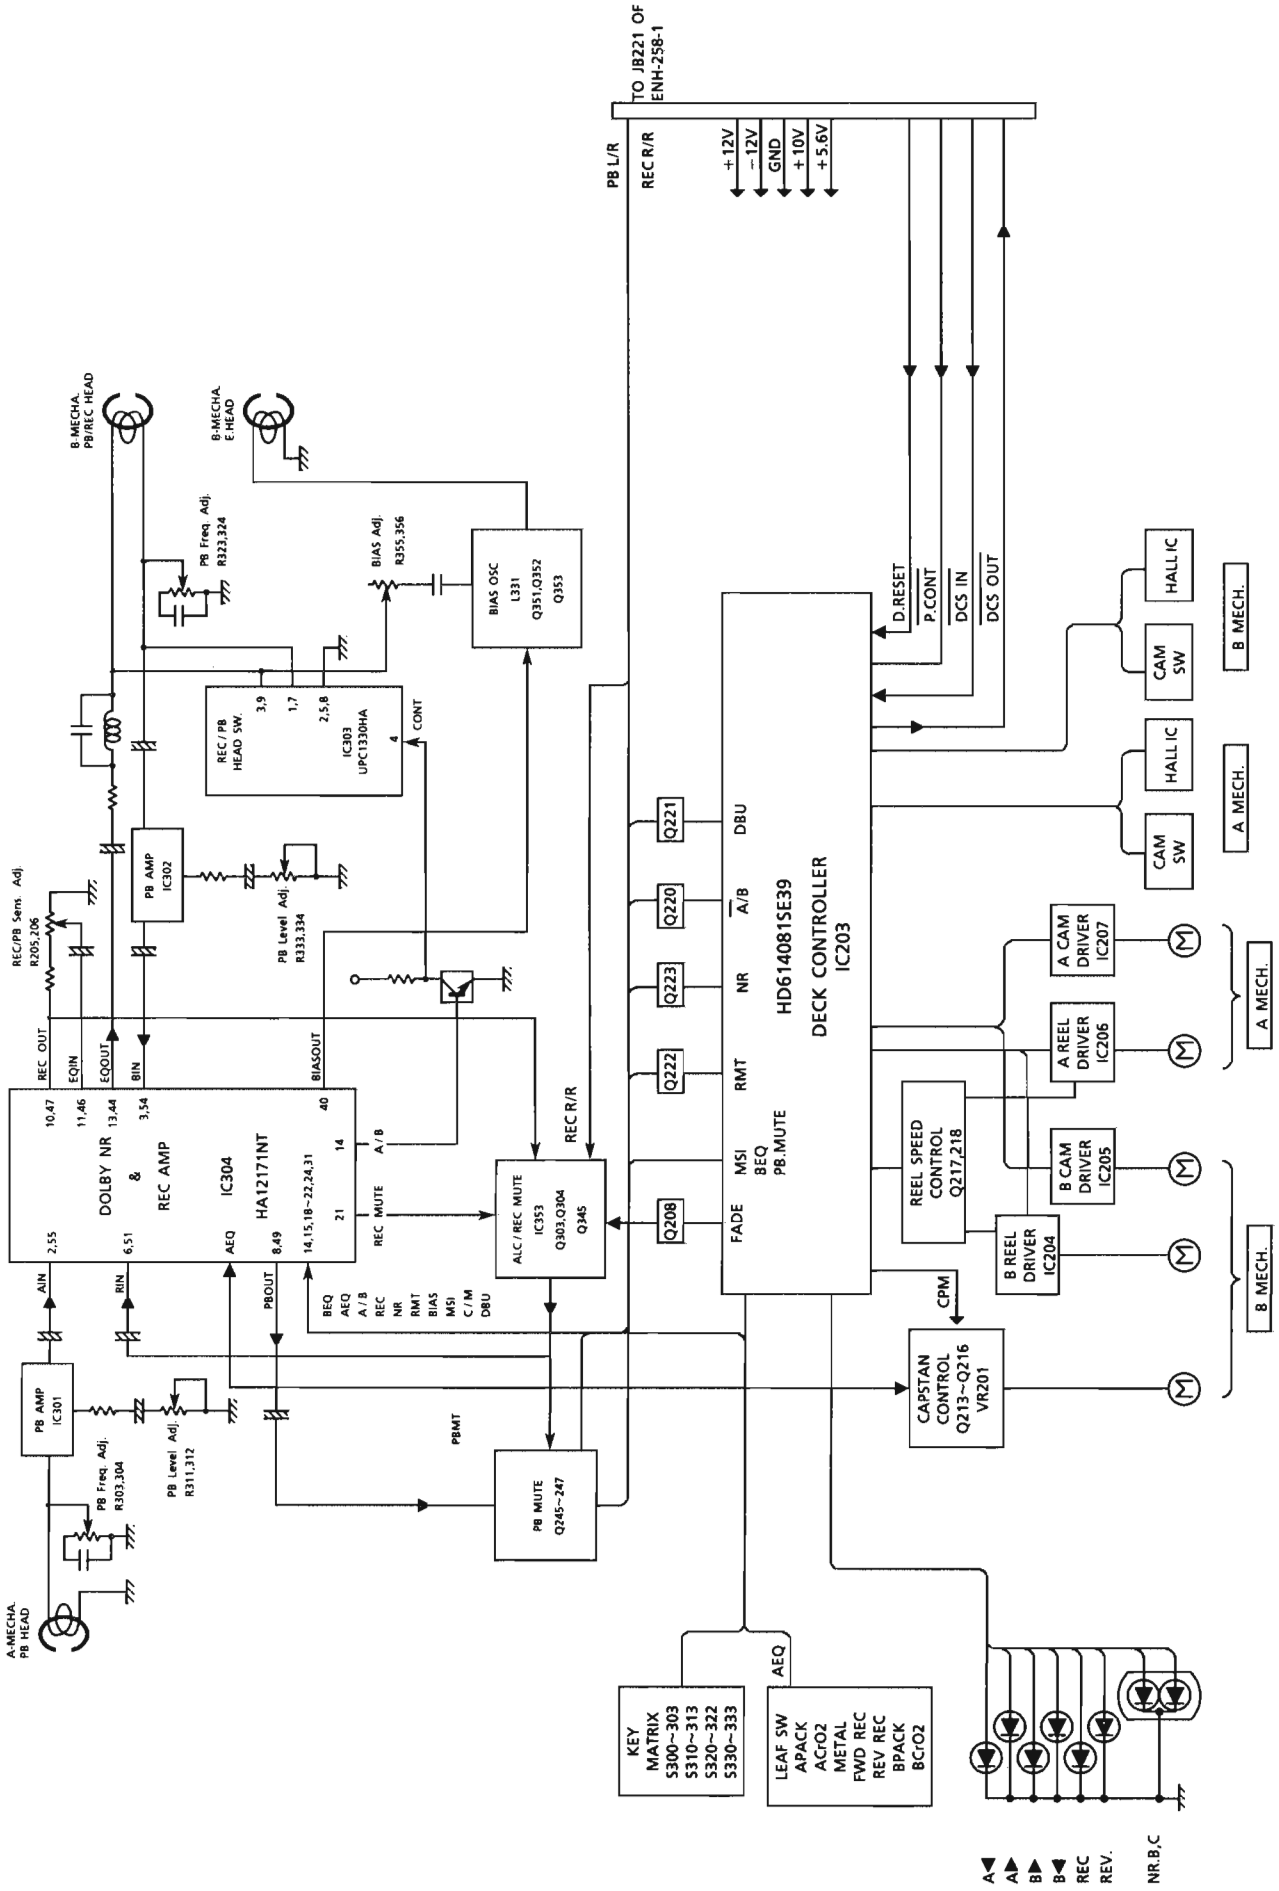 A-MECHA.
PB HEAD
PB Freq. Adj.
R303,304
PB AMP
IC301
PB Level Adj.
R311,312
AIN
RIN
PBOUT
2,55
6,51
AEQ
8,49
14,15,18~22,24,31
DOLBY NR
&
REC AMP
IC304
HA12171NT
10,47
11,46
13,44
3,54
40
14
21
REC OUT
EQIN
EQOUT
BIN
BIASOUT
A/B
REC MUTE
REC/PB Sens. Adj.
R205,206
PB AMP
IC302
PB Level Adj.
R333,334
B-MECHA.
PB/REC HEAD
PB Freq. Adj.
R323,324
B-MECHA.
E.HEAD
REC/PB
HEAD SW.
IC303
UPC1330HA
3,9
1,7
2,5,8
4
CONT
BIAS Adj.
R355,356
BIAS OSC
L331
Q351,Q352
Q353
BEQ
AEQ
A/B
REC
NR
RMT
BIAS
MSI
C/M
DBU
ALC/REC MUTE
IC353
Q303,Q304
Q345
REC R/R
PBMT
PB MUTE
Q245~247
PB L/R
REC R/R
TO JB221 OF
ENH-258-1
+12V
-12V
GND
+10V
+5.6V
Q208
Q222
Q223
Q220
Q221
FADE
MSI
BEQ
PB.MUTE
RMT
NR
A̅/B
DBU
HD614081SE39
DECK CONTROLLER
IC203
D.RESET
P.CONT
DCS IN
DCS OUT
KEY
MATRIX
S300~303
S310~313
S320~322
S330~333
AEQ
LEAF SW
APACK
ACrO2
METAL
FWD REC
REV REC
BPACK
BCrO2
CPM
CAPSTAN
CONTROL
Q213~Q216
VR201
REEL SPEED
CONTROL
Q217,218
B REEL
DRIVER
IC204
B CAM
DRIVER
IC205
A REEL
DRIVER
IC206
A CAM
DRIVER
IC207
M
M
M
M
M
B MECH.
A MECH.
CAM
SW
HALL IC
A MECH.
CAM
SW
HALL IC
B MECH.
A◀
A▶
B▶
B◀
REC
REV.
NR.B,C